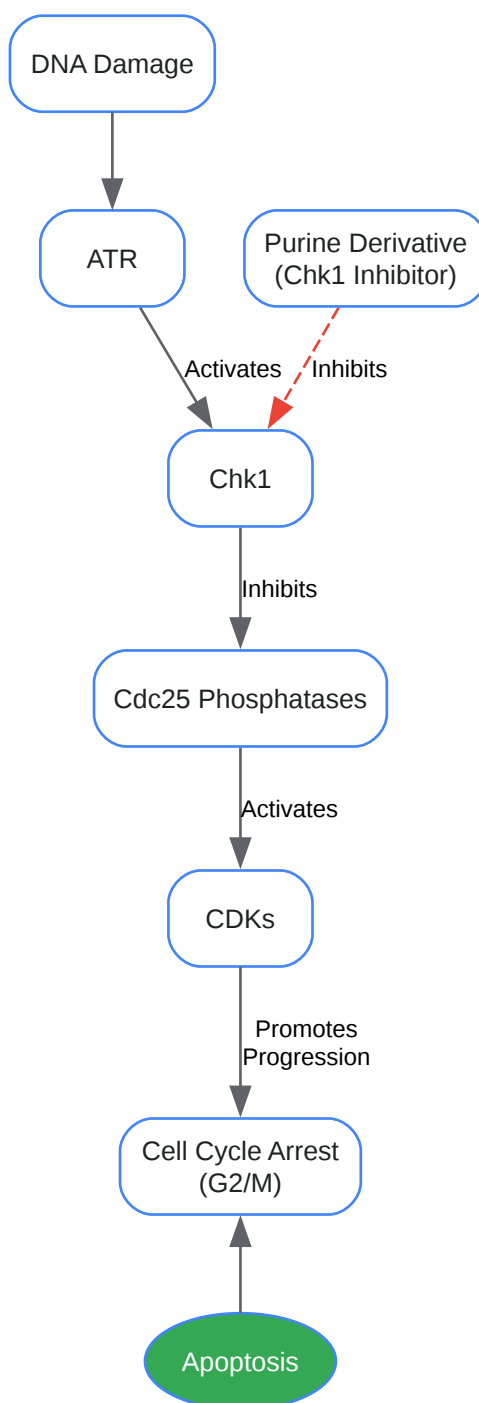 DNA Damage
ATR
Purine Derivative
(Chk1 Inhibitor)
Activates
Inhibits
Chk1
Inhibits
Cdc25 Phosphatases
Activates
CDKs
Promotes
Progression
Cell Cycle Arrest
(G2/M)
Apoptosis